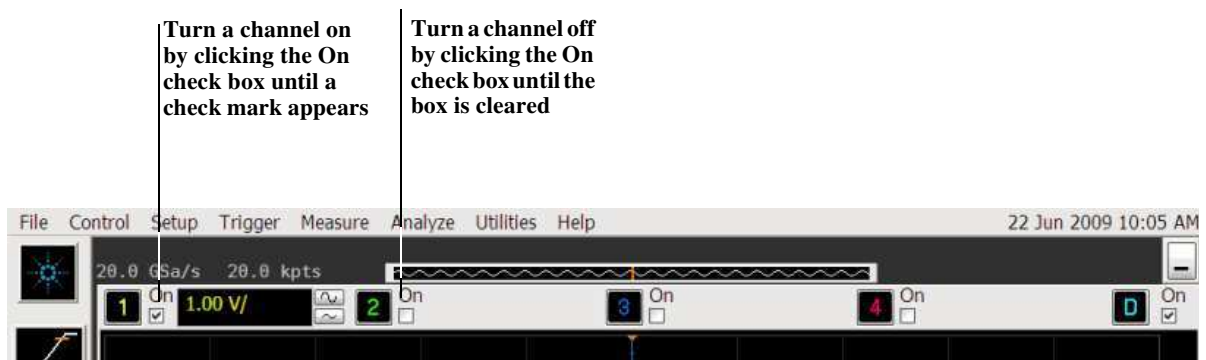 Turn a channel on
by clicking the On
check box until a
check mark appears
Turn a channel off
by clicking the On
check box until the
box is cleared
File Control Setup Trigger Measure Analyze Utilities Help 22 Jun 2009 10:05 AM
20.0 GSa/s 20.0 kpts
1 On 1.00 V/ 2 On 3 On 4 On D On